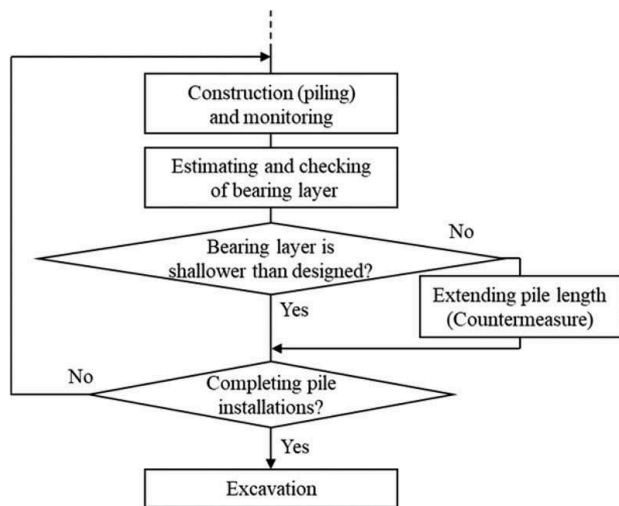 Construction (piling)
and monitoring
Estimating and checking
of bearing layer
Bearing layer is
shallower than designed?
No
Extending pile length
(Countermeasure)
Yes
No
Completing pile
installations?
Yes
Excavation